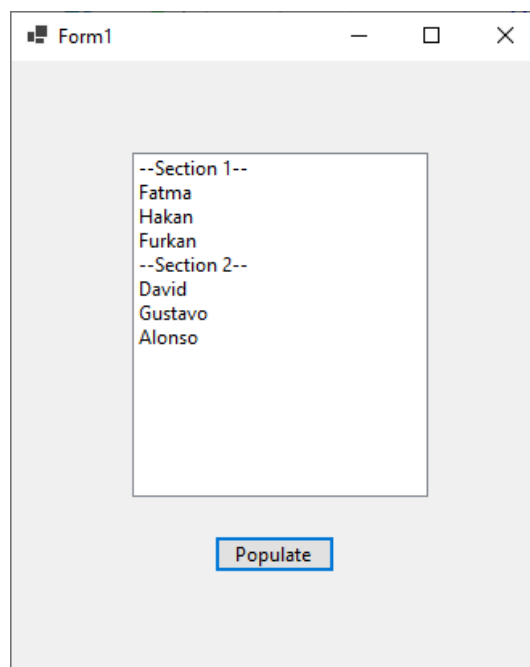 Form1
--Section 1--
Fatma
Hakan
Furkan
--Section 2--
David
Gustavo
Alonso
Populate